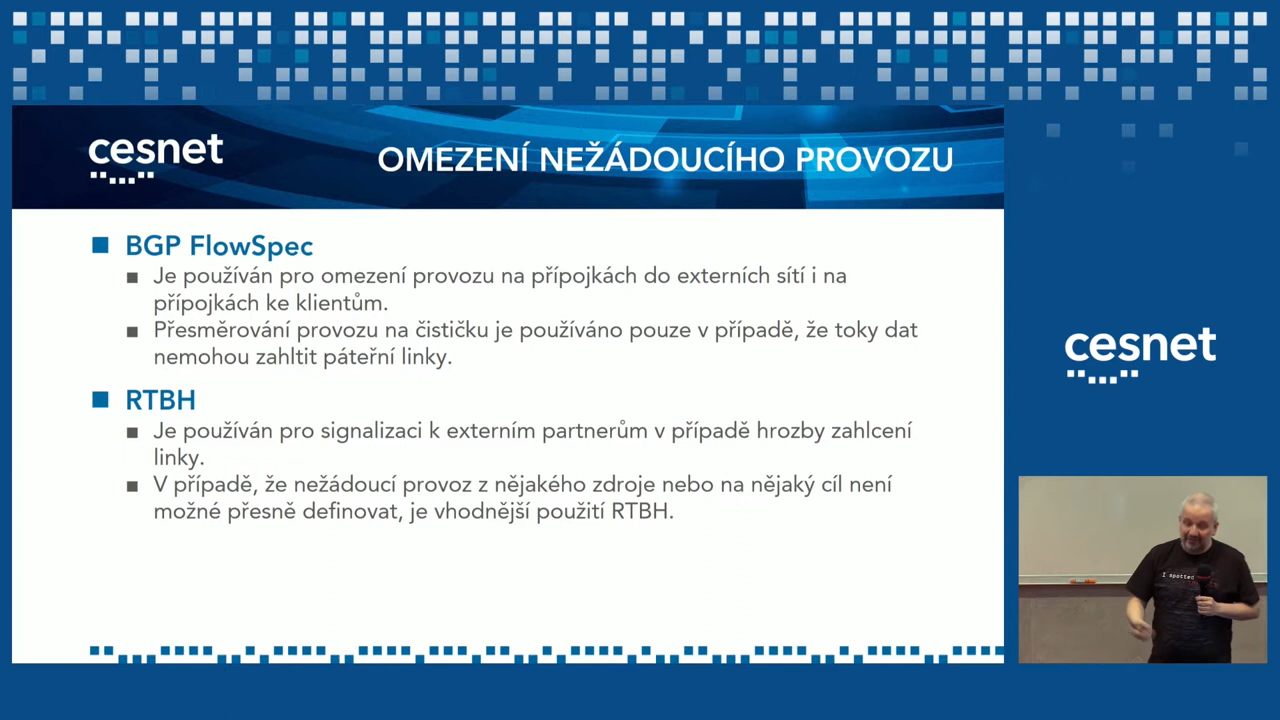 cesnet
OMEZENÍ NEŽÁDOUCÍHO PROVOZU
BGP FlowSpec
Je používán pro omezení provozu na přípojkách do externích sítí i na
přípojkách ke klientům.
Přesměrování provozu na čističku je používáno pouze v případě, že toky dat
nemohou zahltit páteřní linky.
RTBH
Je používán pro signalizaci k externím partnerům v případě hrozby zahlcení
linky.
V případě, že nežádoucí provoz z nějakého zdroje nebo na nějaký cíl není
možné přesně definovat, je vhodnější použití RTBH.
cesnet
I spotted